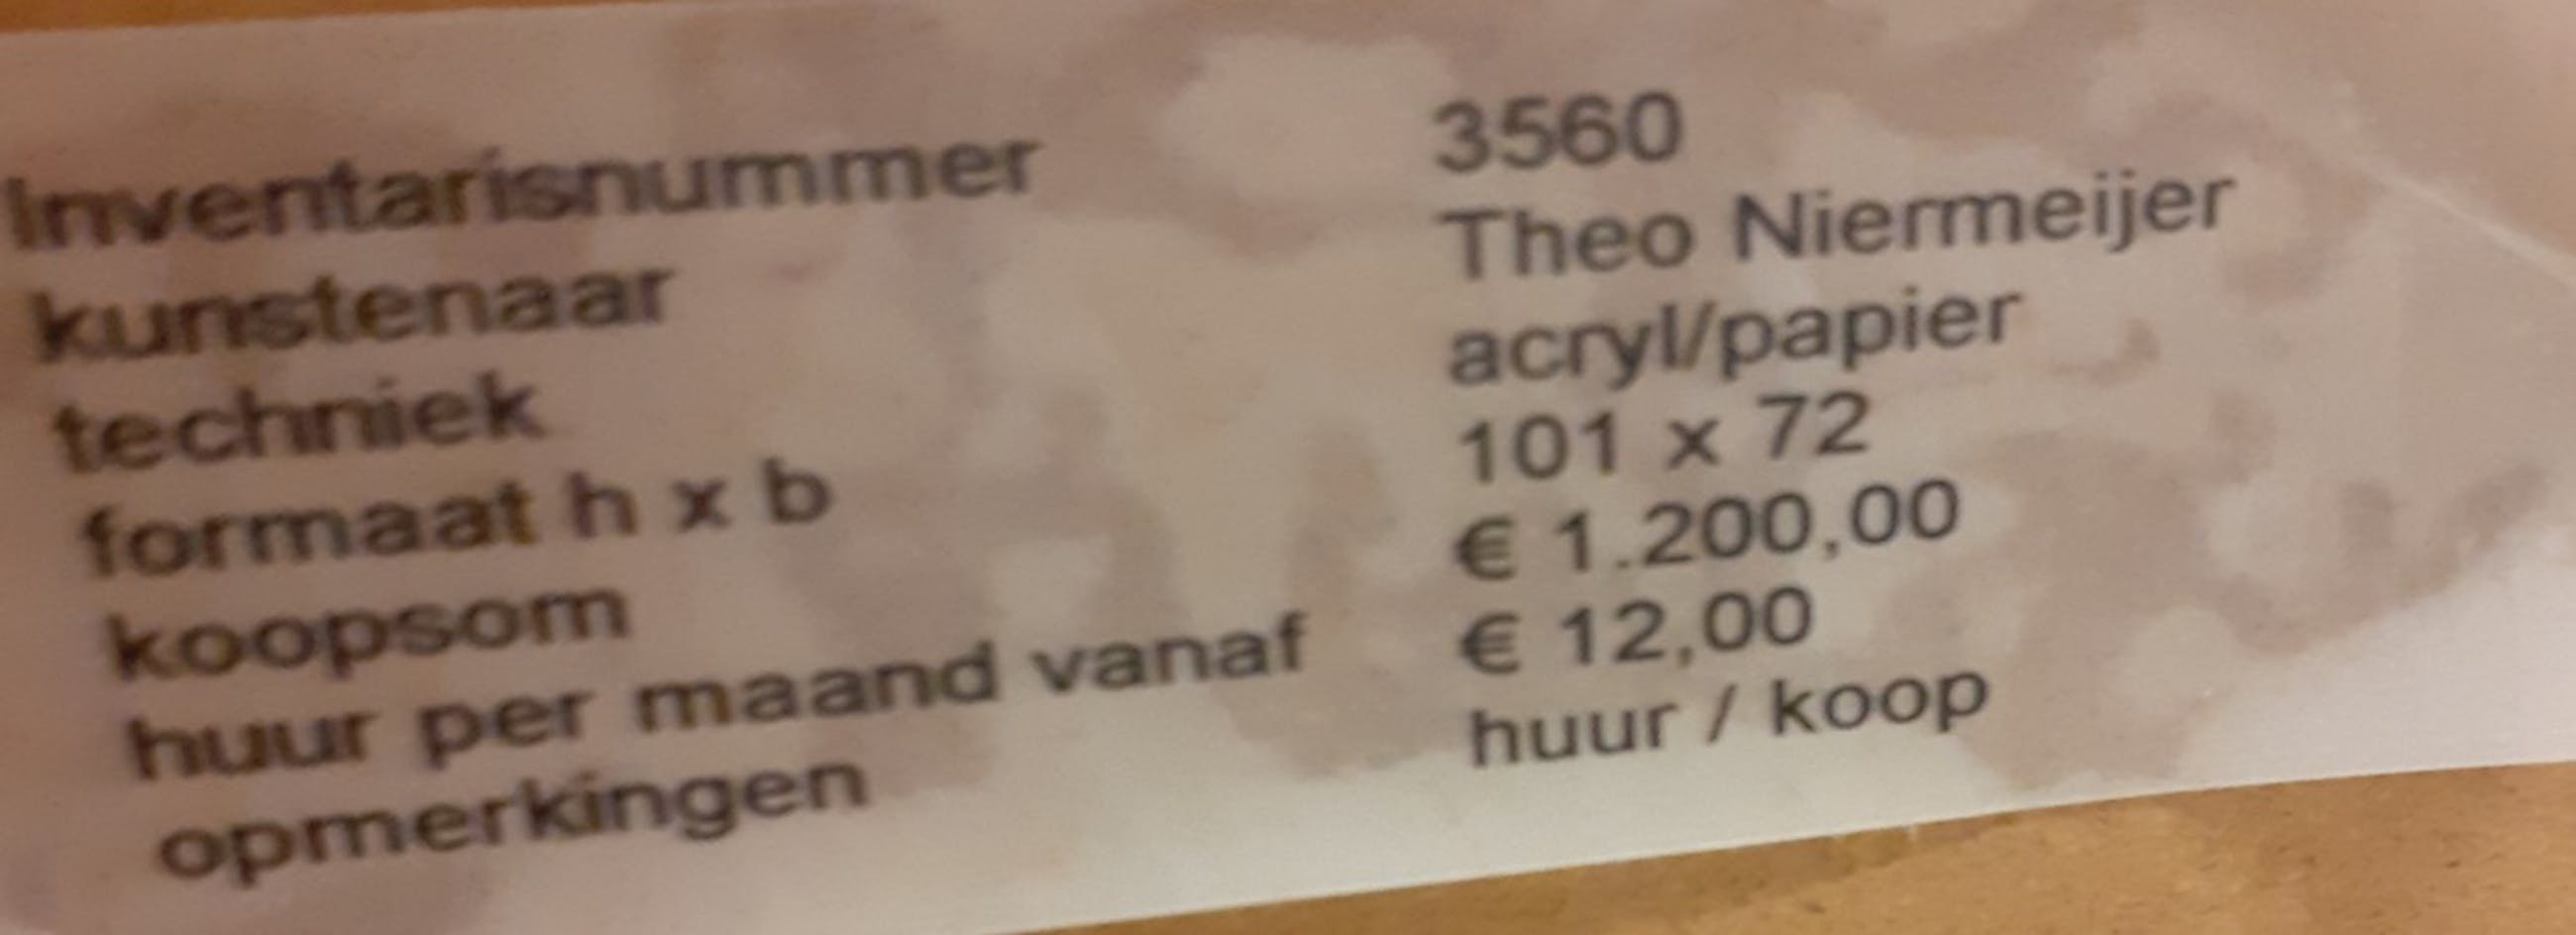 Inventarisnummer 3560
kunstenaar Theo Niermeijer
techniek acryl/papier
formaat h x b 101 x 72
koopsom € 1.200,00
huur per maand vanaf € 12,00
opmerkingen huur / koop